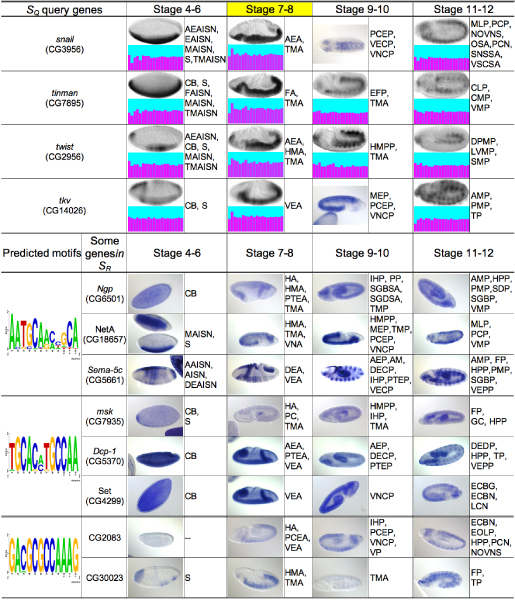 SQ query genes Stage 4-6 Stage 7-8 Stage 9-10 Stage 11-12
snail
(CG3956)
AEAISN,
EAISN,
MAISN,
S,TMAISN
AEA,
TMA
PCEP,
VECP,
VNCP
MLP,PCP,
NOVNS,
OSA,PCN,
SNSSA,
VSCSA
tinman
(CG7895)
CB, S,
FAISN,
MAISN,
TMAISN
FA,
TMA
EFP,
TMA
CLP,
CMP,
VMP
twist
(CG2956)
AEAISN,
CB, S,
MAISN,
TMAISN
AEA,
HMA,
TMA
HMPP,
TMA
DPMP,
LVMP,
SMP
tkv
(CG14026)
CB, S
VEA
MEP,
PCEP,
VNCP
AMP,
PMP,
TP
Predicted motifs Some genes in SR Stage 4-6 Stage 7-8 Stage 9-10 Stage 11-12
Ngp
(CG6501)
CB
HA,
HMA,
PTEA,
TMA
IHP, PP,
SGBSA,
SGDSA,
TMP
AMP,HPP,
PMP,SDP,
SGBP,
VMP
NetA
(CG18657)
MAISN,
S
HMA,
TMA,
VNA
HMPP,
MEP,TMP,
PCEP,
VNCP
MLP,
PCP,
VMP
AATGCA GCA
Sema-5c
(CG5661)
AAISN,
AISN,
DEAISN
DEA,
VEA
AEP,AM,
DECP,
IHP,PTEP,
VECP
AMP, FP,
HPP,PMP,
SGBP,
VEPP
msk
(CG7935)
CB,
S
HA,
PC,
TMA
HMPP,
IHP,
TMA
FP,
GC, HPP
TGCACATGCCAA
Dcp-1
(CG5370)
CB
AEA,
PTEA,
VEA
AEP,
DECP,
PTEP
DEDP,
HPP, TP,
VEPP
Set
(CG4299)
CB
VEA
VNCP
ECBG,
ECBN,
LCN
GACGCGCCAAAG
CG2083
--
HA,
PCEA,
VEA
IHP,
PCEP,
VNCP,
VP
ECBN,
EOLP,
HPP,PCN,
NOVNS
CG30023
S
HMA,
TMA
TMA
FP,
TP